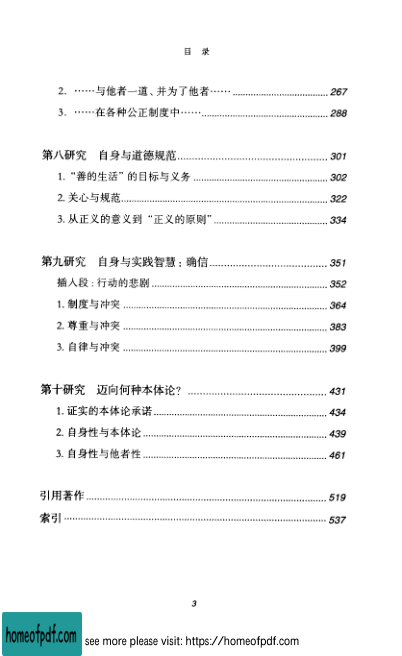 目 录
2. ……与他者一道、并为了他者…… 267
3. ……在各种公正制度中…… 288
第八研究 自身与道德规范 301
1. “善的生活”的目标与义务 302
2. 关心与规范 322
3. 从正义的意义到“正义的原则” 334
第九研究 自身与实践智慧：确信 351
插入段：行动的悲剧 352
1. 制度与冲突 364
2. 尊重与冲突 383
3. 自律与冲突 399
第十研究 迈向何种本体论？ 431
1. 证实的本体论承诺 434
2. 自身性与本体论 439
3. 自身性与他者性 461
引用著作 519
索引 537
3
homeofpdf.com see more please visit: https://homeofpdf.com